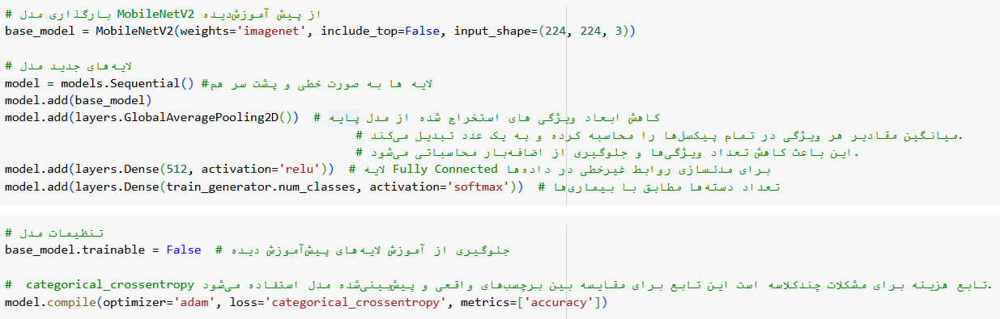 # بارگذاری مدل MobileNetV2 از پیش آموزش‌دیده
base_model = MobileNetV2(weights='imagenet', include_top=False, input_shape=(224, 224, 3))
# لایه‌های جدید مدل
model = models.Sequential() #لایه ها به صورت خطی و پشت سر هم
model.add(base_model)
model.add(layers.GlobalAveragePooling2D()) # کاهش ابعاد ویژگی های استخراج شده از مدل پایه
# میانگین مقادیر هر ویژگی در تمام پیکسل‌ها را محاسبه کرده و به یک عدد تبدیل می‌کند.
# این باعث کاهش تعداد ویژگی‌ها و جلوگیری از اضافه‌بار محاسباتی می‌شود.
model.add(layers.Dense(512, activation='relu')) # لایه Fully Connected برای مدلسازی روابط غیرخطی در داده‌ها
model.add(layers.Dense(train_generator.num_classes, activation='softmax')) # تعداد دسته‌ها مطابق با بیماری‌ها
# تنظیمات مدل
base_model.trainable = False # جلوگیری از آموزش لایه‌های پیش‌آموزش دیده
# categorical_crossentropy تابع هزینه برای مشکلات چندکلاسه است این تابع برای مقایسه بین برچسب‌های واقعی و پیش‌بینی‌شده مدل استفاده می‌شود.
model.compile(optimizer='adam', loss='categorical_crossentropy', metrics=['accuracy'])